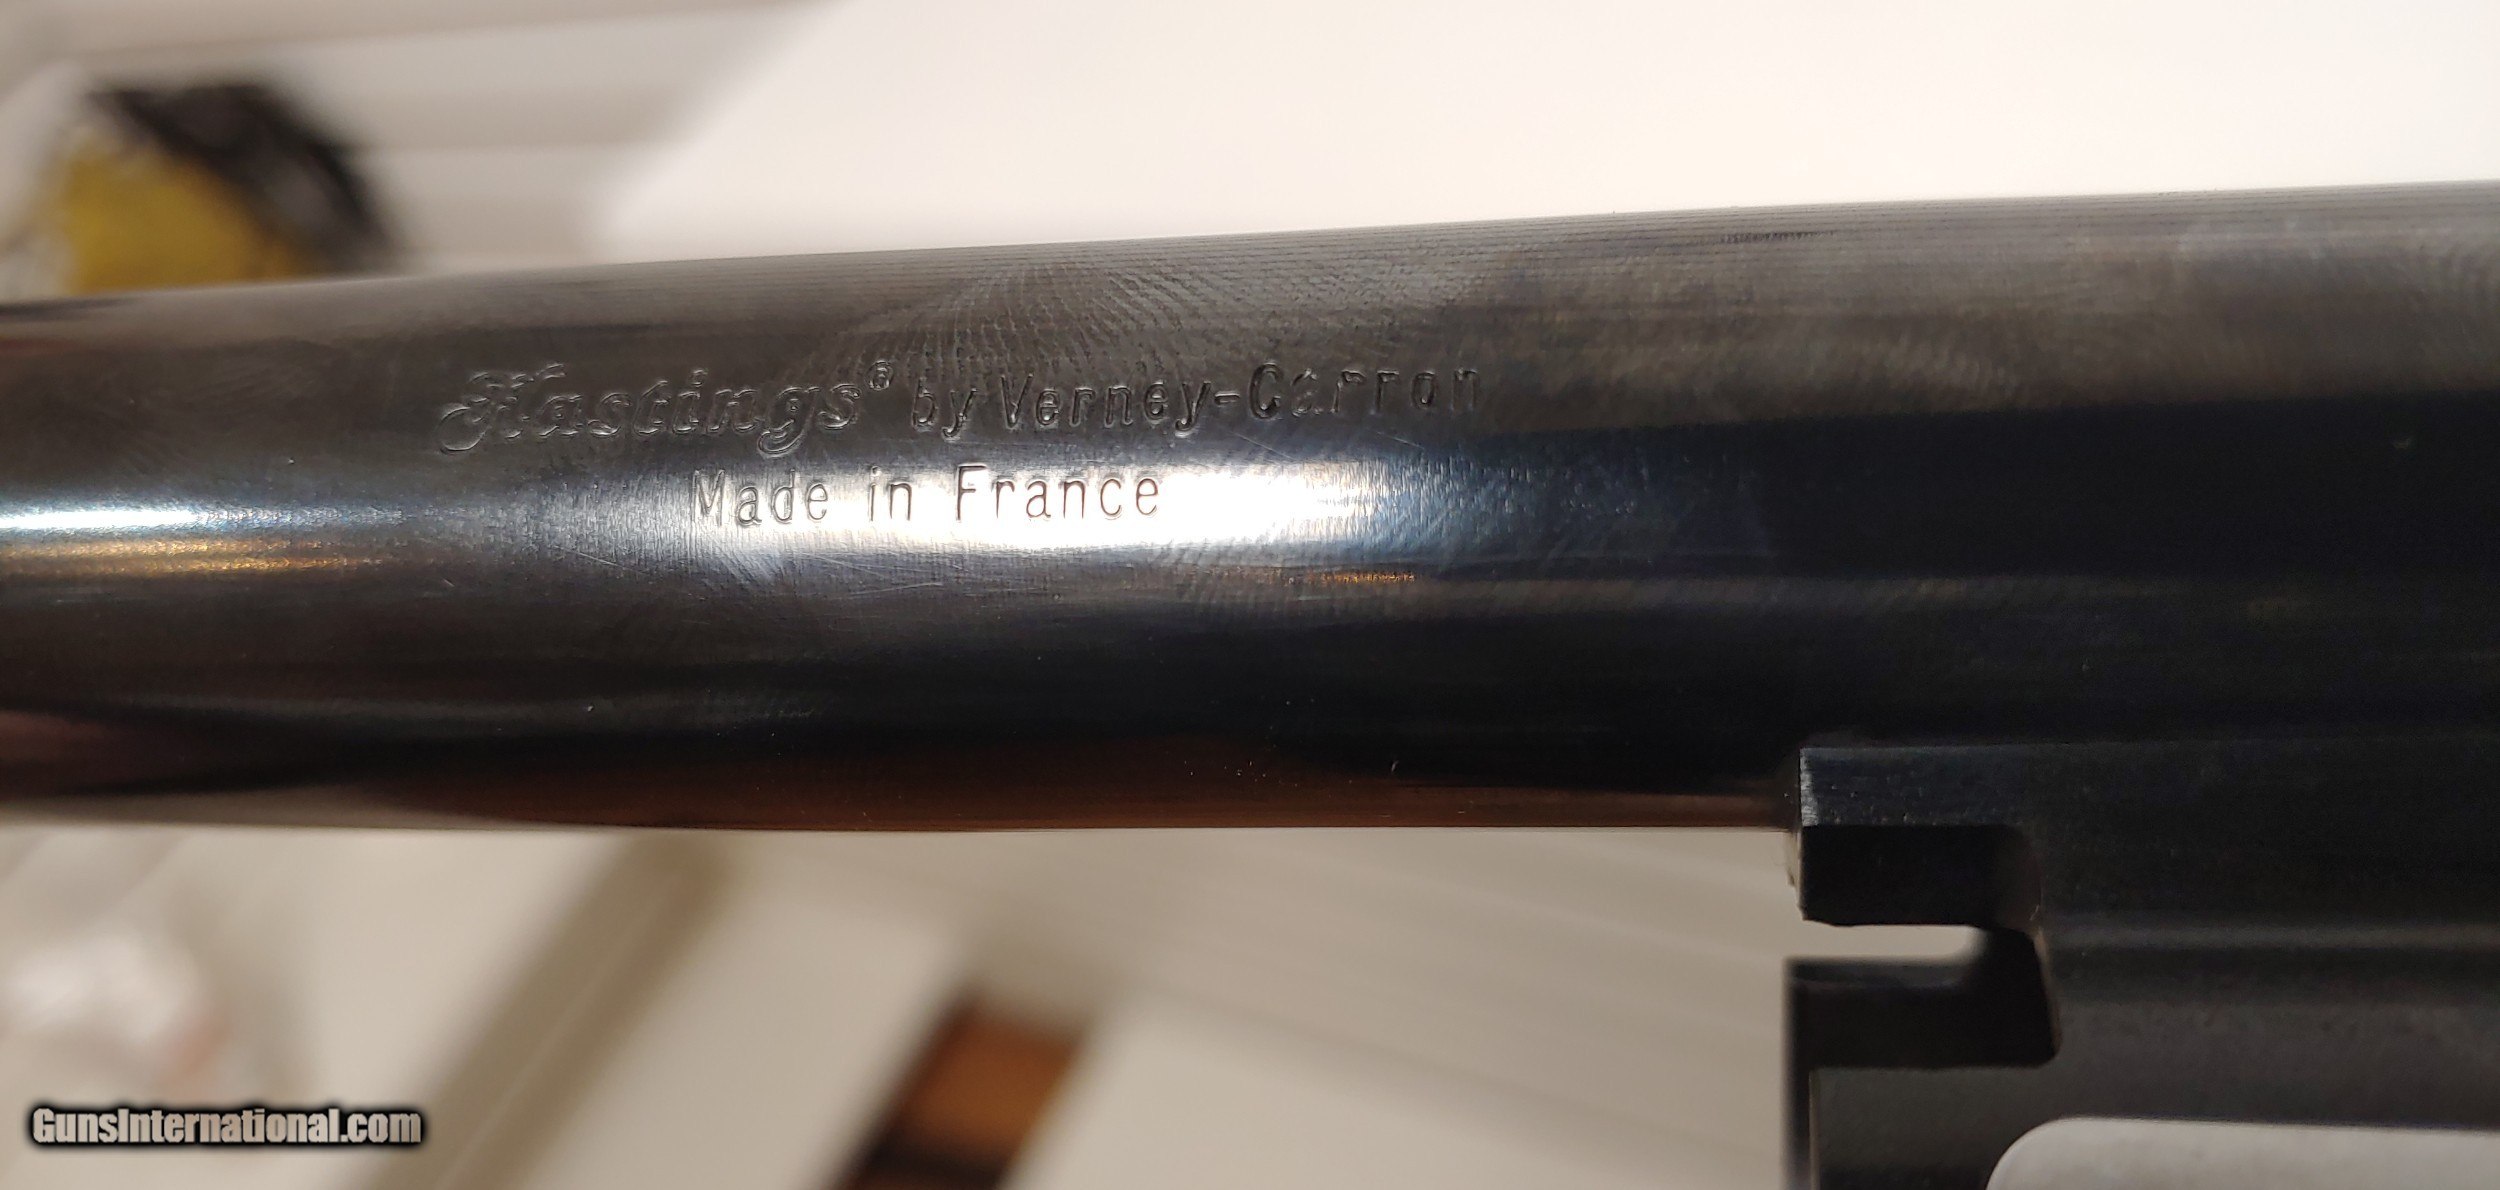 Hastings® by Verney-Carron
Made in France
GunsInternational.com